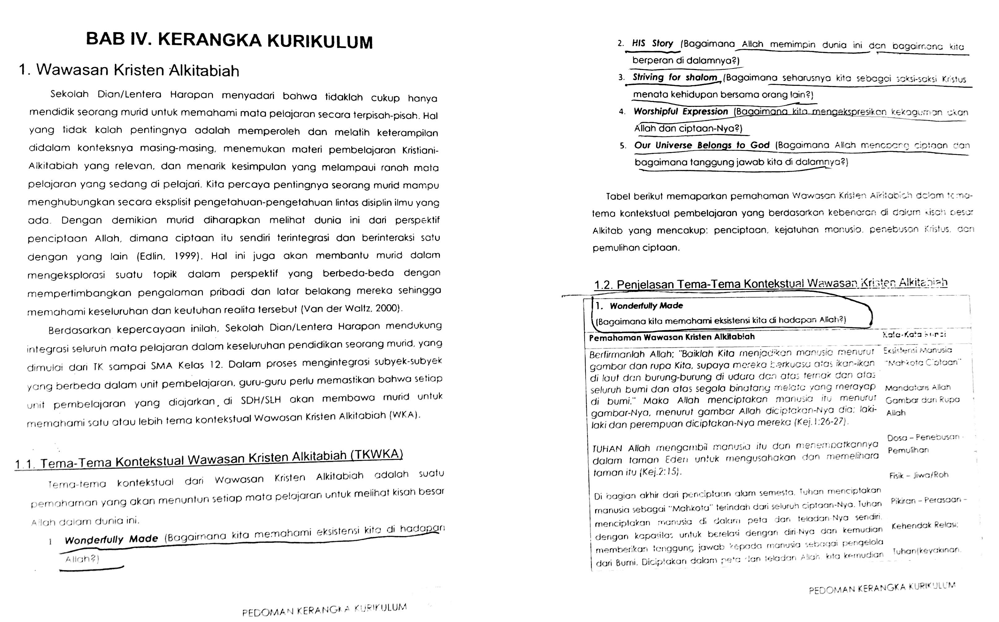 BAB IV. KERANGKA KURIKULUM
1. Wawasan Kristen Alkitabiah
Sekolah Dian/Lentera Harapan menyadari bahwa tidaklah cukup hanya
mendidik seorang murid untuk memahami mata pelajaran secara terpisah-pisah. Hal
yang tidak kalah pentingnya adalah memperoleh dan melatih keterampilan
didalam konteksnya masing-masing, menemukan materi pembelajaran Kristiani-
Alkitabiah yang relevan, dan menarik kesimpulan yang melampaui ranah mata
pelajaran yang sedang di pelajari. Kita percaya pentingnya seorang murid mampu
menghubungkan secara eksplisit pengetahuan-pengetahuan lintas disiplin ilmu yang
ada. Dengan demikian murid diharapkan melihat dunia ini dari perspektif
penciptaan Allah, dimana ciptaan itu sendiri terintegrasi dan berinteraksi satu
dengan yang lain (Edlin, 1999). Hal ini juga akan membantu murid dalam
mengeksplorasi suatu topik dalam perspektif yang berbeda-beda dengan
mempertimbangkan pengalaman pribadi dan latar belakang mereka sehingga
memahami keseluruhan dan keutuhan realita tersebut (Van der Waltz, 2000).
Berdasarkan kepercayaan inilah, Sekolah Dian/Lentera Harapan mendukung
integrasi seluruh mata pelajaran dalam keseluruhan pendidikan seorang murid, yang
dimulai dari TK sampai SMA Kelas 12. Dalam proses mengintegrasi subyek-subyek
yang berbeda dalam unit pembelajaran, guru-guru perlu memastikan bahwa setiap
unit pembelajaran yang diajarkan di SDH/SLH akan membawa murid untuk
memahami satu atau lebih tema kontekstual Wawasan Kristen Alkitabiah (WKA).
1.1. Tema-Tema Kontekstual Wawasan Kristen Alkitabiah (TKWKA)
Tema-tema kontekstual dari Wawasan Kristen Alkitabiah adalah suatu
pemahaman yang akan menuntun setiap mata pelajaran untuk melihat kisah besar
Allah dalam dunia ini.
1 Wonderfully Made (Bagaimana kita memahami eksistensi kita di hadapan
Allah?)
PEDOMAN KERANGKA KURIKULUM
2. HIS Story (Bagaimana Allah memimpin dunia ini dan bagaimana kita
berperan di dalamnya?)
3. Striving for shalom (Bagaimana seharusnya kita sebagai saksi-saksi Kristus
menata kehidupan bersama orang lain?)
4. Worshipful Expression (Bagaimana kita mengekspresikan kekaguman akan
Allah dan ciptaan-Nya?)
5. Our Universe Belongs to God (Bagaimana Allah menopang ciptaan dan
bagaimana tanggung jawab kita di dalamnya?)
Tabel berikut memaparkan pemahaman Wawasan Kristen Alkitabiah dalam tema-
tema kontekstual pembelajaran yang berdasarkan kebenaran di dalam kisah besar
Alkitab yang mencakup: penciptaan, kejatuhan manusia, penebusan Kristus, dan
pemulihan ciptaan.
1.2. Penjelasan Tema-Tema Kontekstual Wawasan Kristen Alkitabiah
1. Wonderfully Made
(Bagaimana kita memahami eksistensi kita di hadapan Allah?)
Pemahaman Wawasan Kristen Alkitabiah
Kata-Kata Kunci
Berfirmanlah Allah; "Baiklah Kita menjadikan manusia menurut
gambar dan rupa Kita, supaya mereka berkuasa atas ikan-ikan
di laut dan burung-burung di udara dan atas ternak dan atas
seluruh bumi dan atas segala binatang melata yang merayap
di bumi." Maka Allah menciptakan manusia itu menurut
gambar-Nya, menurut gambar Allah diciptakan-Nya dia; laki-
laki dan perempuan diciptakan-Nya mereka (Kej.1:26-27).
TUHAN Allah mengambil manusia itu dan menempatkannya
dalam taman Eden untuk mengusahakan dan memelihara
taman itu (Kej.2:15).
Di bagian akhir dari penciptaan alam semesta, Tuhan menciptakan
manusia sebagai "Mahkota" terindah dari seluruh ciptaan-Nya. Tuhan
menciptakan manusia di dalam peta dan teladan-Nya sendiri,
dengan kapasitas untuk berelasi dengan diri-Nya dan kemudian
memberikan tanggung jawab kepada manusia sebagai pengelola
dari Bumi. Diciptakan dalam peta dan teladan Allah, kita kemudian
Eksistensi Manusia
"Mahkota Ciptaan"
Mandataris Allah
Gambar dan Rupa
Allah
Dosa – Penebusan -
Pemulihan
Fisik – Jiwa/Roh
Pikiran – Perasaan –
Kehendak Relasi:
Tuhan(keyakinan,
PEDOMAN KERANGKA KURIKULUM